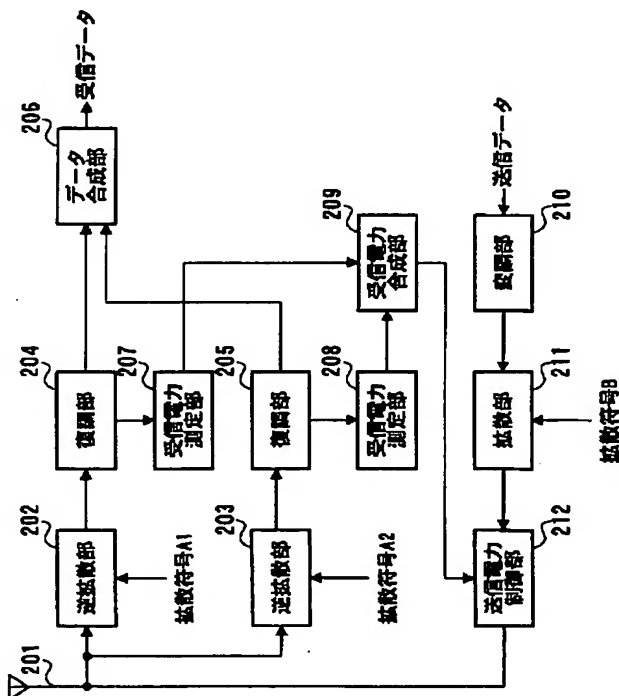 201
202
逆拡散部
拡散符号A1
203
逆拡散部
拡散符号A2
204
復調部
207
受信電力
測定部
205
復調部
208
受信電力
測定部
206
データ
合成部
受信データ
209
受信電力
合成部
送信データ
210
変調部
211
拡散部
拡散符号B
212
送信電力
制御部